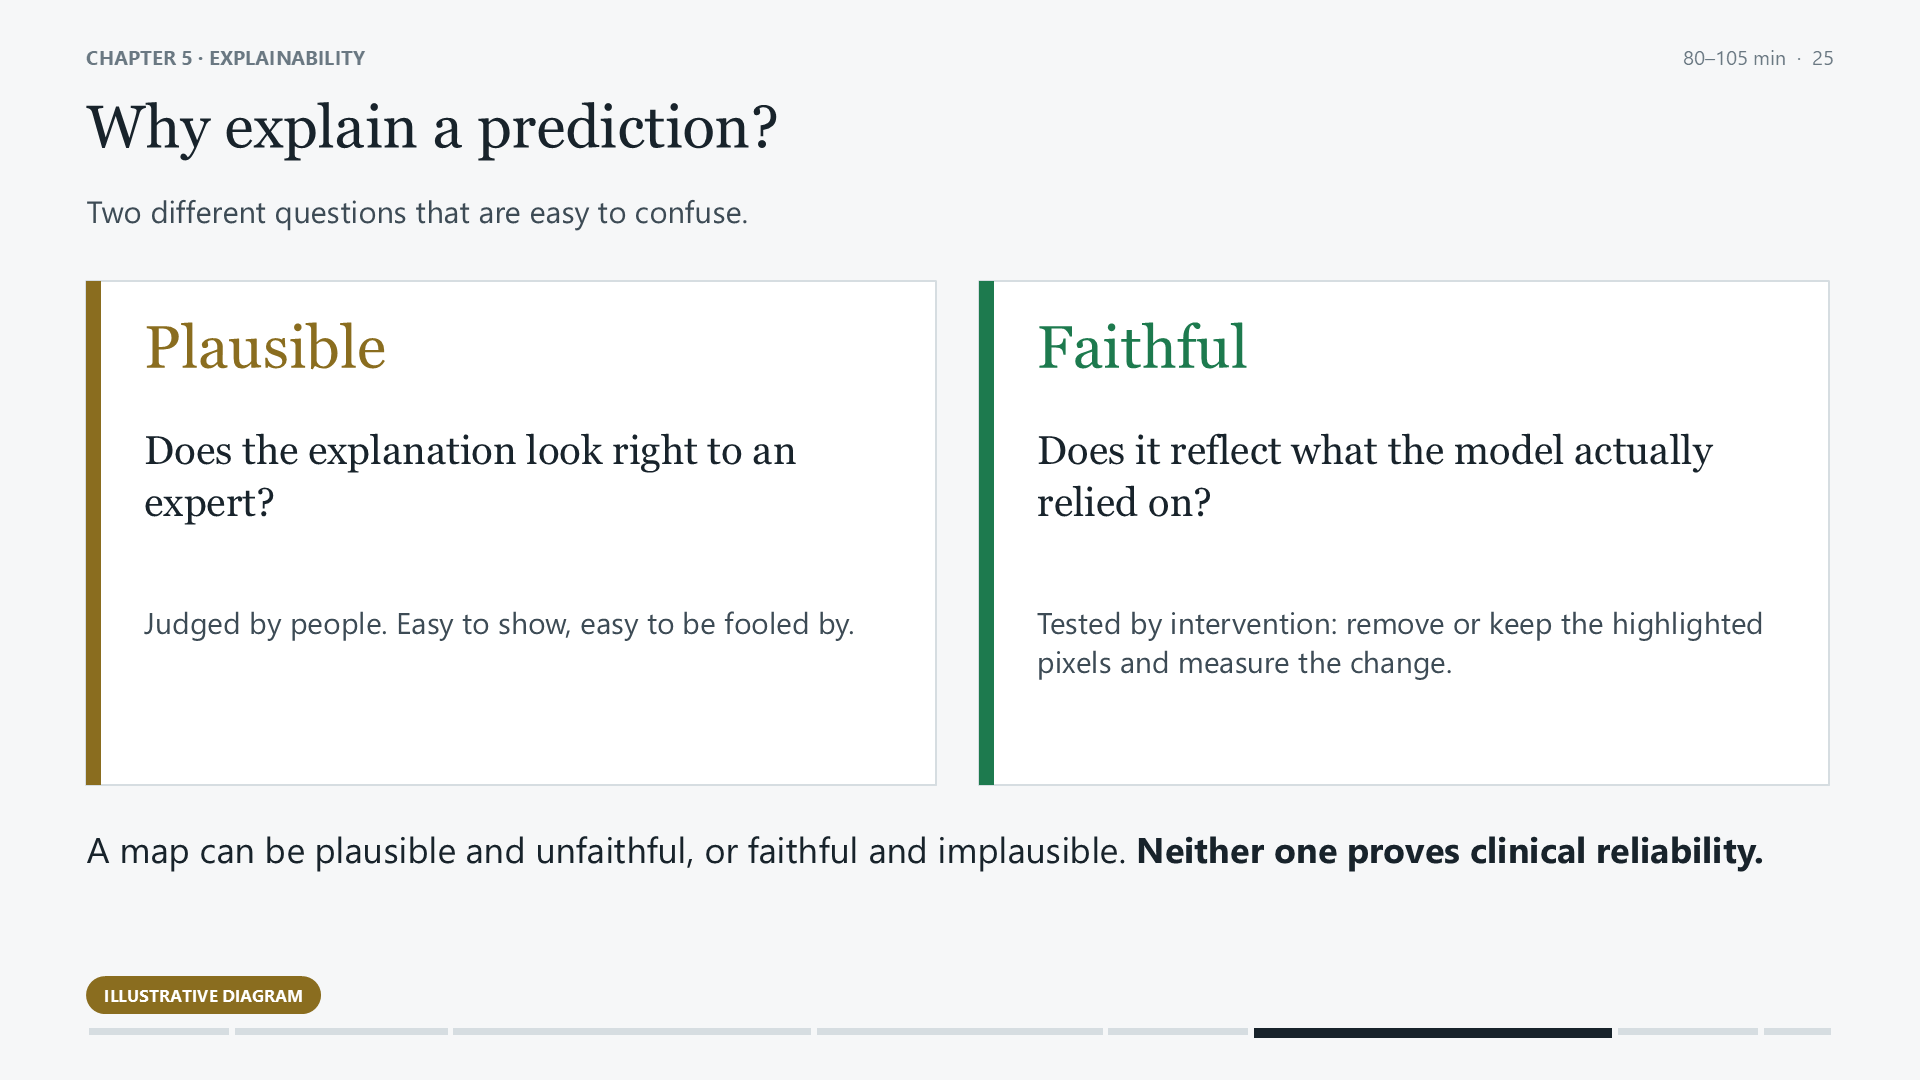 CHAPTER 5 · EXPLAINABILITY
80–105 min · 25
Why explain a prediction?
Two different questions that are easy to confuse.
Plausible
Does the explanation look right to an
expert?
Judged by people. Easy to show, easy to be fooled by.
Faithful
Does it reflect what the model actually
relied on?
Tested by intervention: remove or keep the highlighted
pixels and measure the change.
A map can be plausible and unfaithful, or faithful and implausible. Neither one proves clinical reliability.
ILLUSTRATIVE DIAGRAM